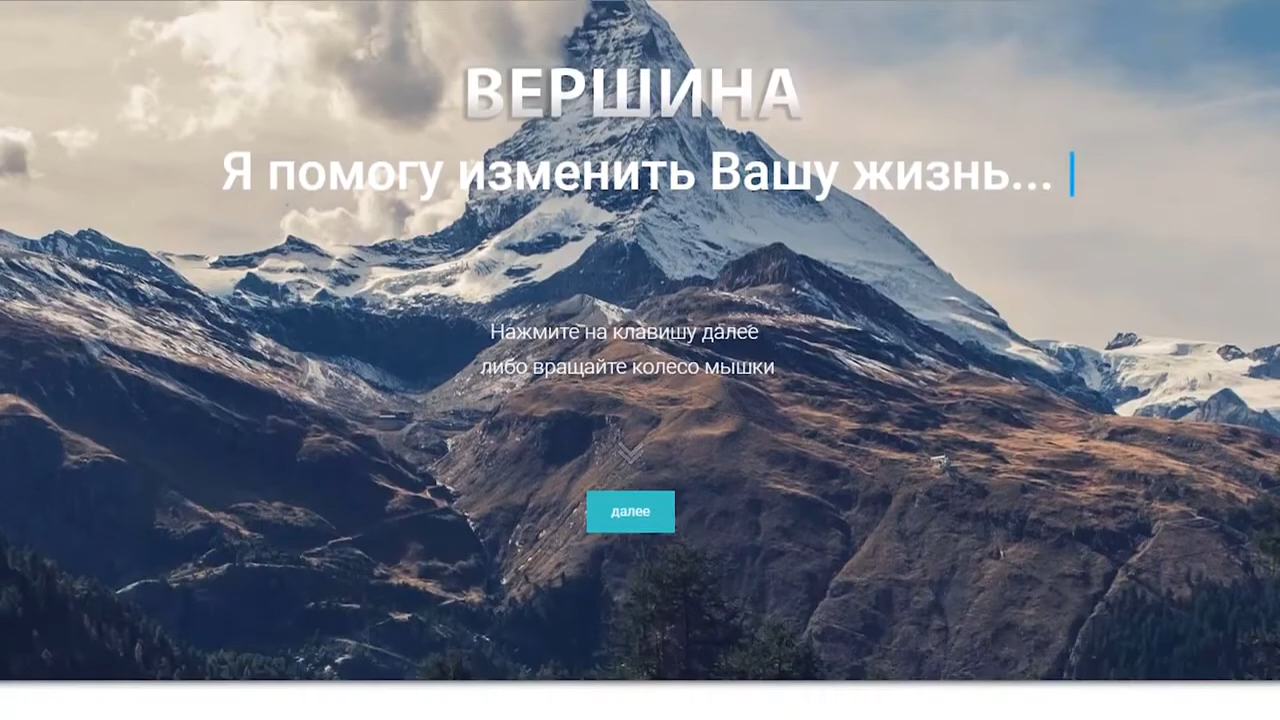 ВЕРШИНА
Я помогу изменить Вашу жизнь...
Нажмите на клавишу далее
либо вращайте колесо мышки
далее